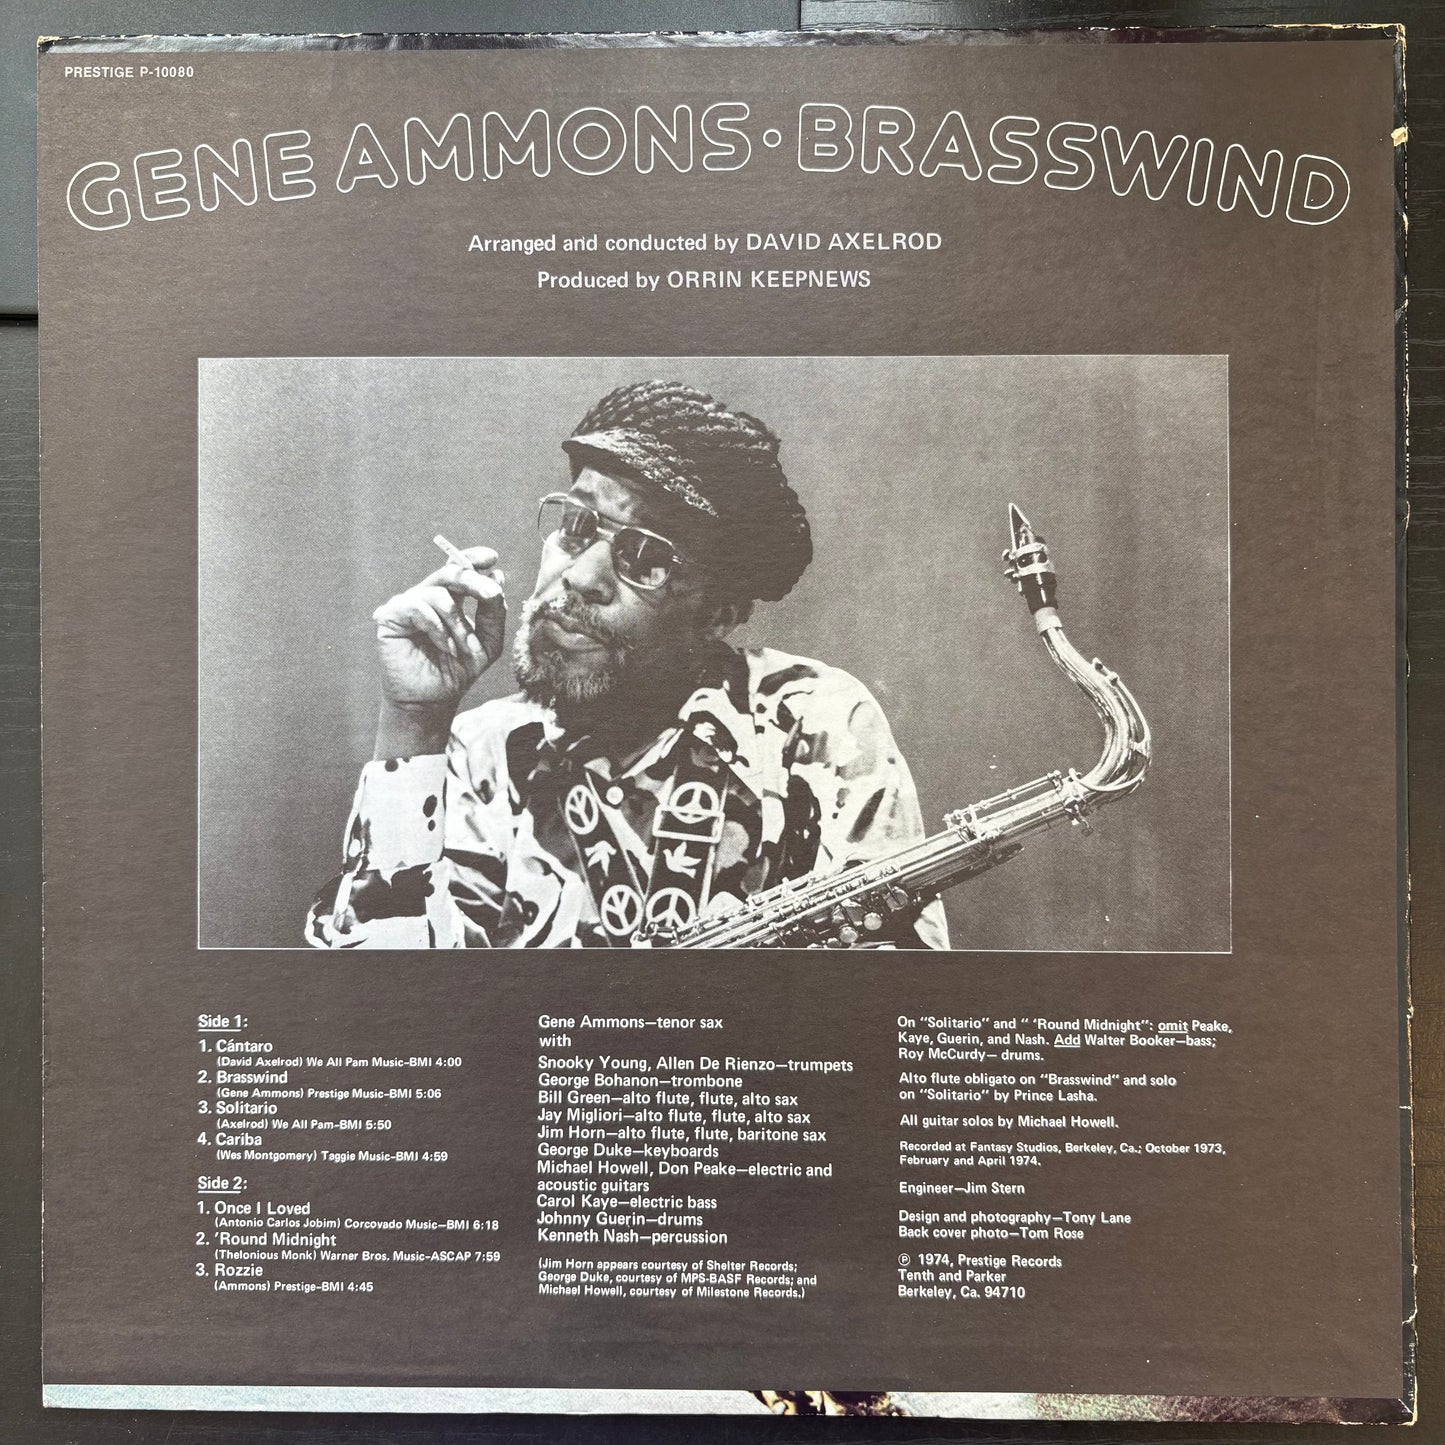 PRESTIGE P-10080
GENE AMMONS • BRASSWIND
Arranged and conducted by DAVID AXELROD
Produced by ORRIN KEEPNEWS
Side 1:
1. Cántaro
(David Axelrod) We All Pam Music–BMI 4:00
2. Brasswind
(Gene Ammons) Prestige Music–BMI 5:06
3. Solitario
(Axelrod) We All Pam–BMI 5:50
4. Cariba
(Wes Montgomery) Taggie Music–BMI 4:59
Side 2:
1. Once I Loved
(Antonio Carlos Jobim) Corcovado Music–BMI 6:18
2. 'Round Midnight
(Thelonious Monk) Warner Bros. Music–ASCAP 7:59
3. Rozzie
(Ammons) Prestige–BMI 4:45
Gene Ammons–tenor sax
with
Snooky Young, Allen De Rienzo–trumpets
George Bohanon–trombone
Bill Green–alto flute, flute, alto sax
Jay Migliori–alto flute, flute, alto sax
Jim Horn–alto flute, flute, baritone sax
George Duke–keyboards
Michael Howell, Don Peake–electric and
acoustic guitars
Carol Kaye–electric bass
Johnny Guerin–drums
Kenneth Nash–percussion
(Jim Horn appears courtesy of Shelter Records;
George Duke, courtesy of MPS-BASF Records; and
Michael Howell, courtesy of Milestone Records.)
On "Solitario" and " 'Round Midnight": omit Peake,
Kaye, Guerin, and Nash. Add Walter Booker–bass;
Roy McCurdy– drums.
Alto flute obligato on "Brasswind" and solo
on "Solitario" by Prince Lasha.
All guitar solos by Michael Howell.
Recorded at Fantasy Studios, Berkeley, Ca.; October 1973,
February and April 1974.
Engineer–Jim Stern
Design and photography–Tony Lane
Back cover photo–Tom Rose
℗ 1974, Prestige Records
Tenth and Parker
Berkeley, Ca. 94710